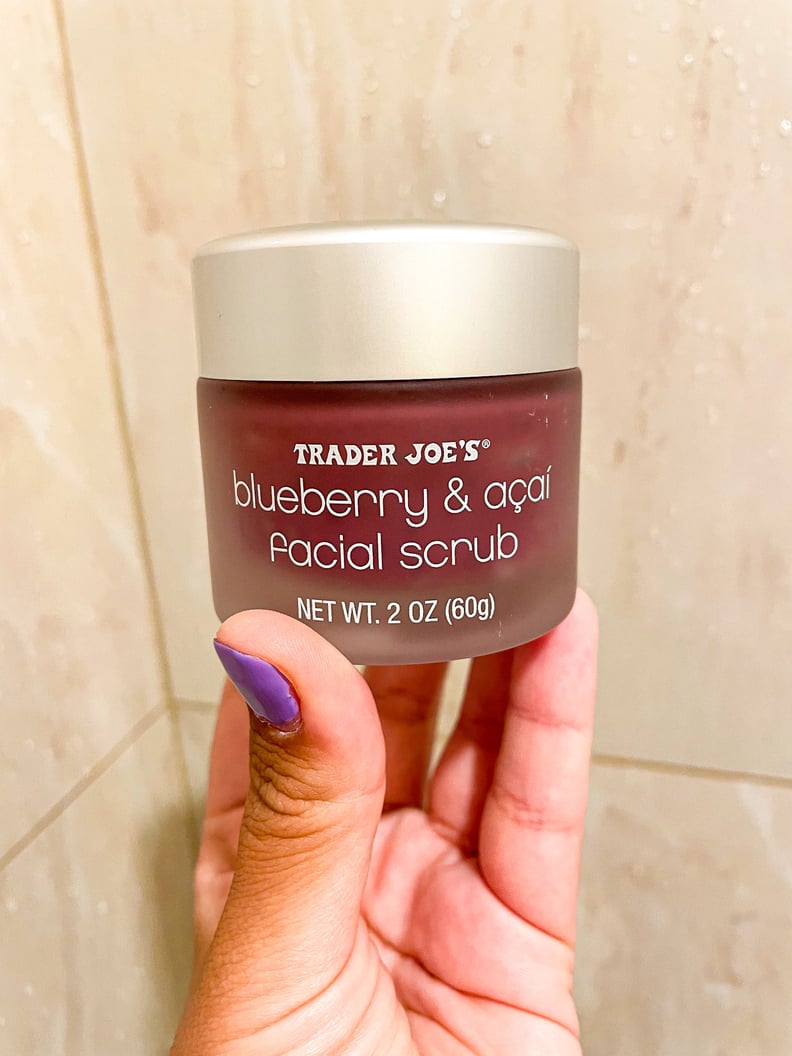 TRADER JOE'S®
blueberry & açaí
facial scrub
NET WT. 2 OZ (60g)